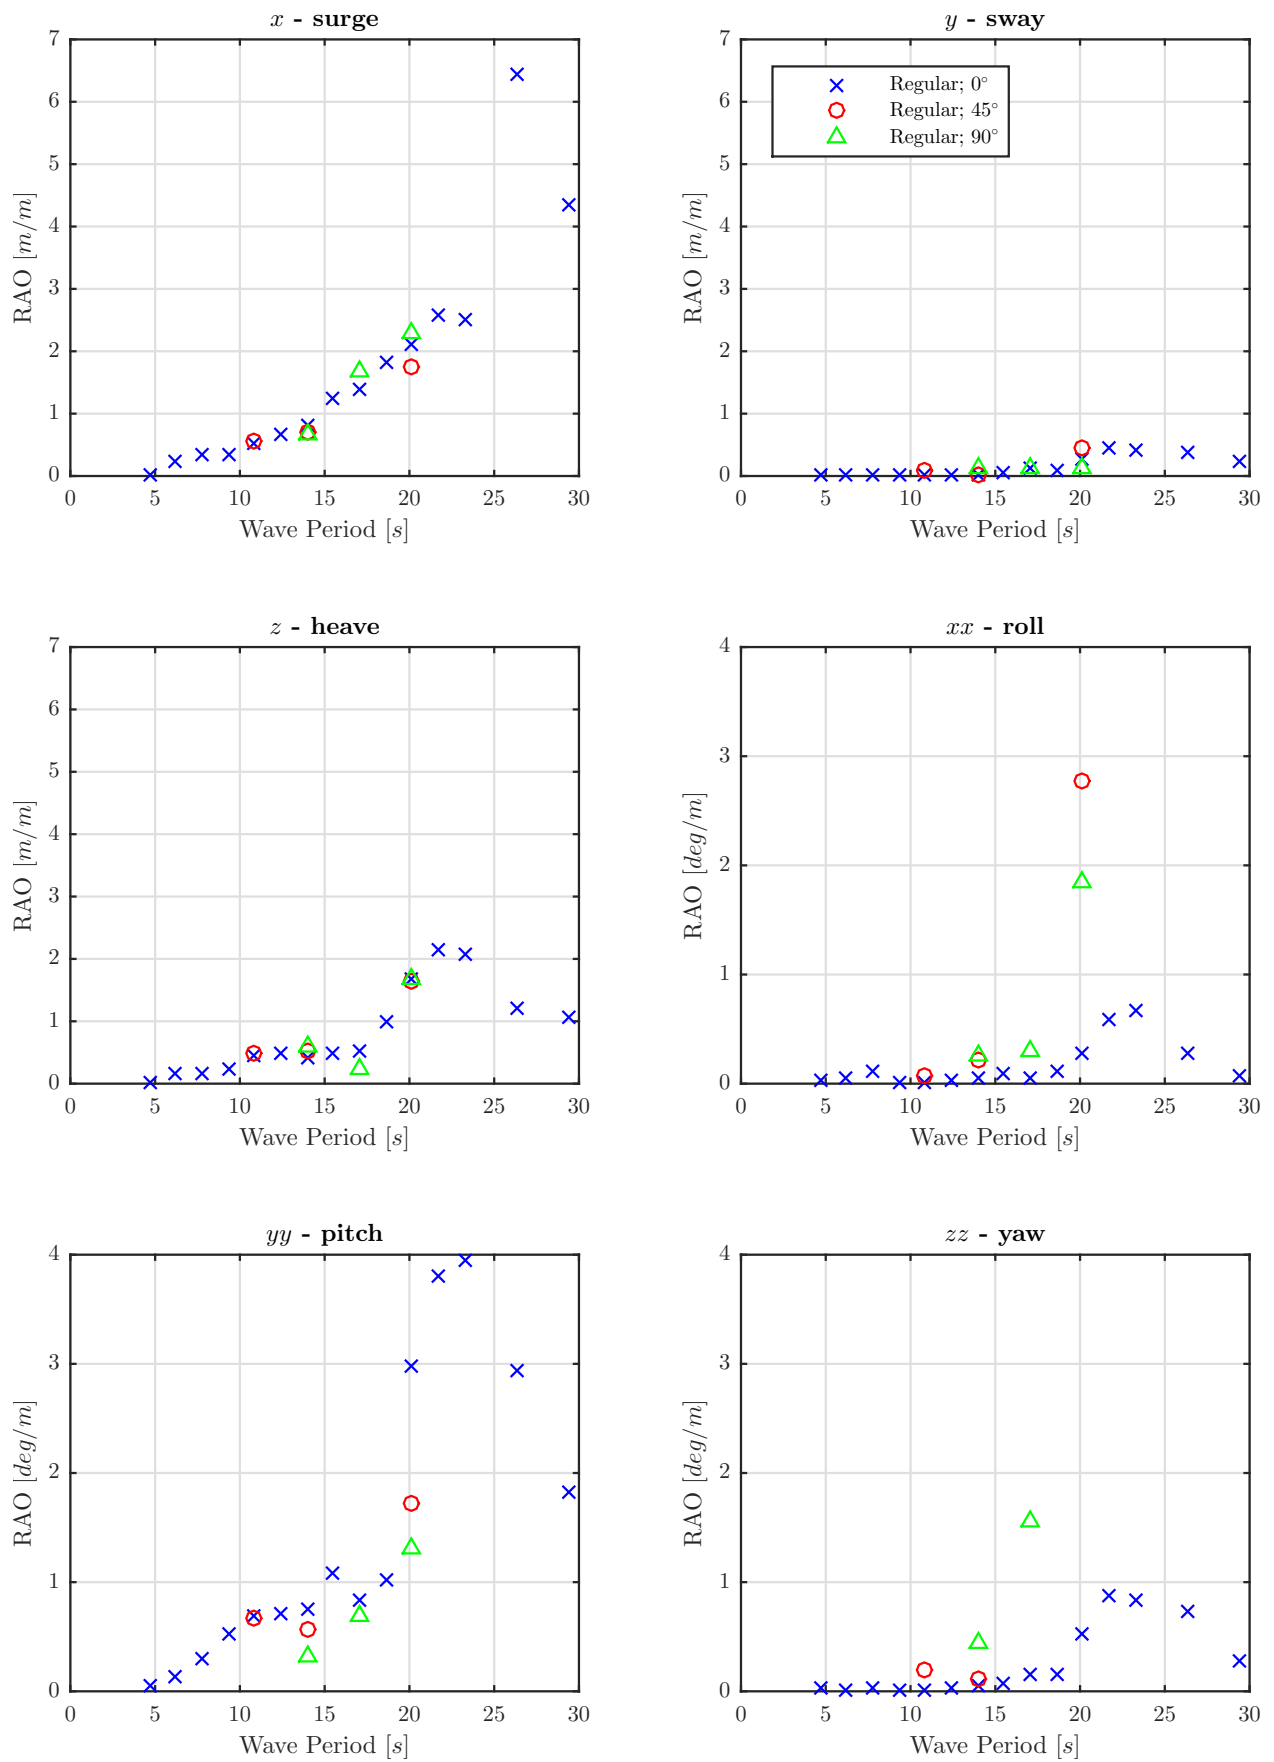 x - surge
7
6
5
4
3
2
1
0
RAO [m/m]
0 5 10 15 20 25 30
Wave Period [s]
y - sway
7
6
5
4
3
2
1
0
RAO [m/m]
Regular; 0°
Regular; 45°
Regular; 90°
0 5 10 15 20 25 30
Wave Period [s]
z - heave
7
6
5
4
3
2
1
0
RAO [m/m]
0 5 10 15 20 25 30
Wave Period [s]
xx - roll
4
3
2
1
0
RAO [deg/m]
0 5 10 15 20 25 30
Wave Period [s]
yy - pitch
4
3
2
1
0
RAO [deg/m]
0 5 10 15 20 25 30
Wave Period [s]
zz - yaw
4
3
2
1
0
RAO [deg/m]
0 5 10 15 20 25 30
Wave Period [s]